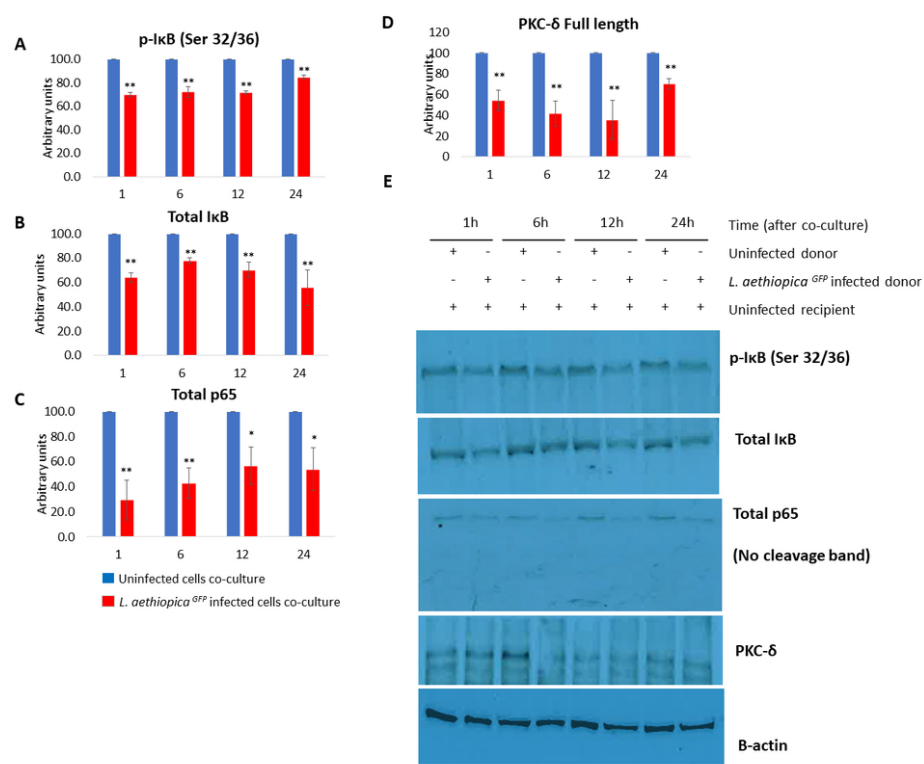 A
p-IκB (Ser 32/36)
Arbitrary units
100.0
80.0
60.0
40.0
20.0
0.0
** ** ** **
1 6 12 24
B
Total IκB
Arbitrary units
100.0
80.0
60.0
40.0
20.0
0.0
** ** ** **
1 6 12 24
C
Total p65
Arbitrary units
100.0
80.0
60.0
40.0
20.0
0.0
** ** * *
1 6 12 24
Uninfected cells co-culture
L. aethiopica GFP infected cells co-culture
D
PKC-δ Full length
Arbitrary units
120
100
80
60
40
20
0
** ** ** **
1 6 12 24
E
1h 6h 12h 24h Time (after co-culture)
+ - + - + - + - Uninfected donor
- + - + - + - + L. aethiopica GFP infected donor
+ + + + + + + + Uninfected recipient
p-IκB (Ser 32/36)
Total IκB
Total p65
(No cleavage band)
PKC-δ
B-actin